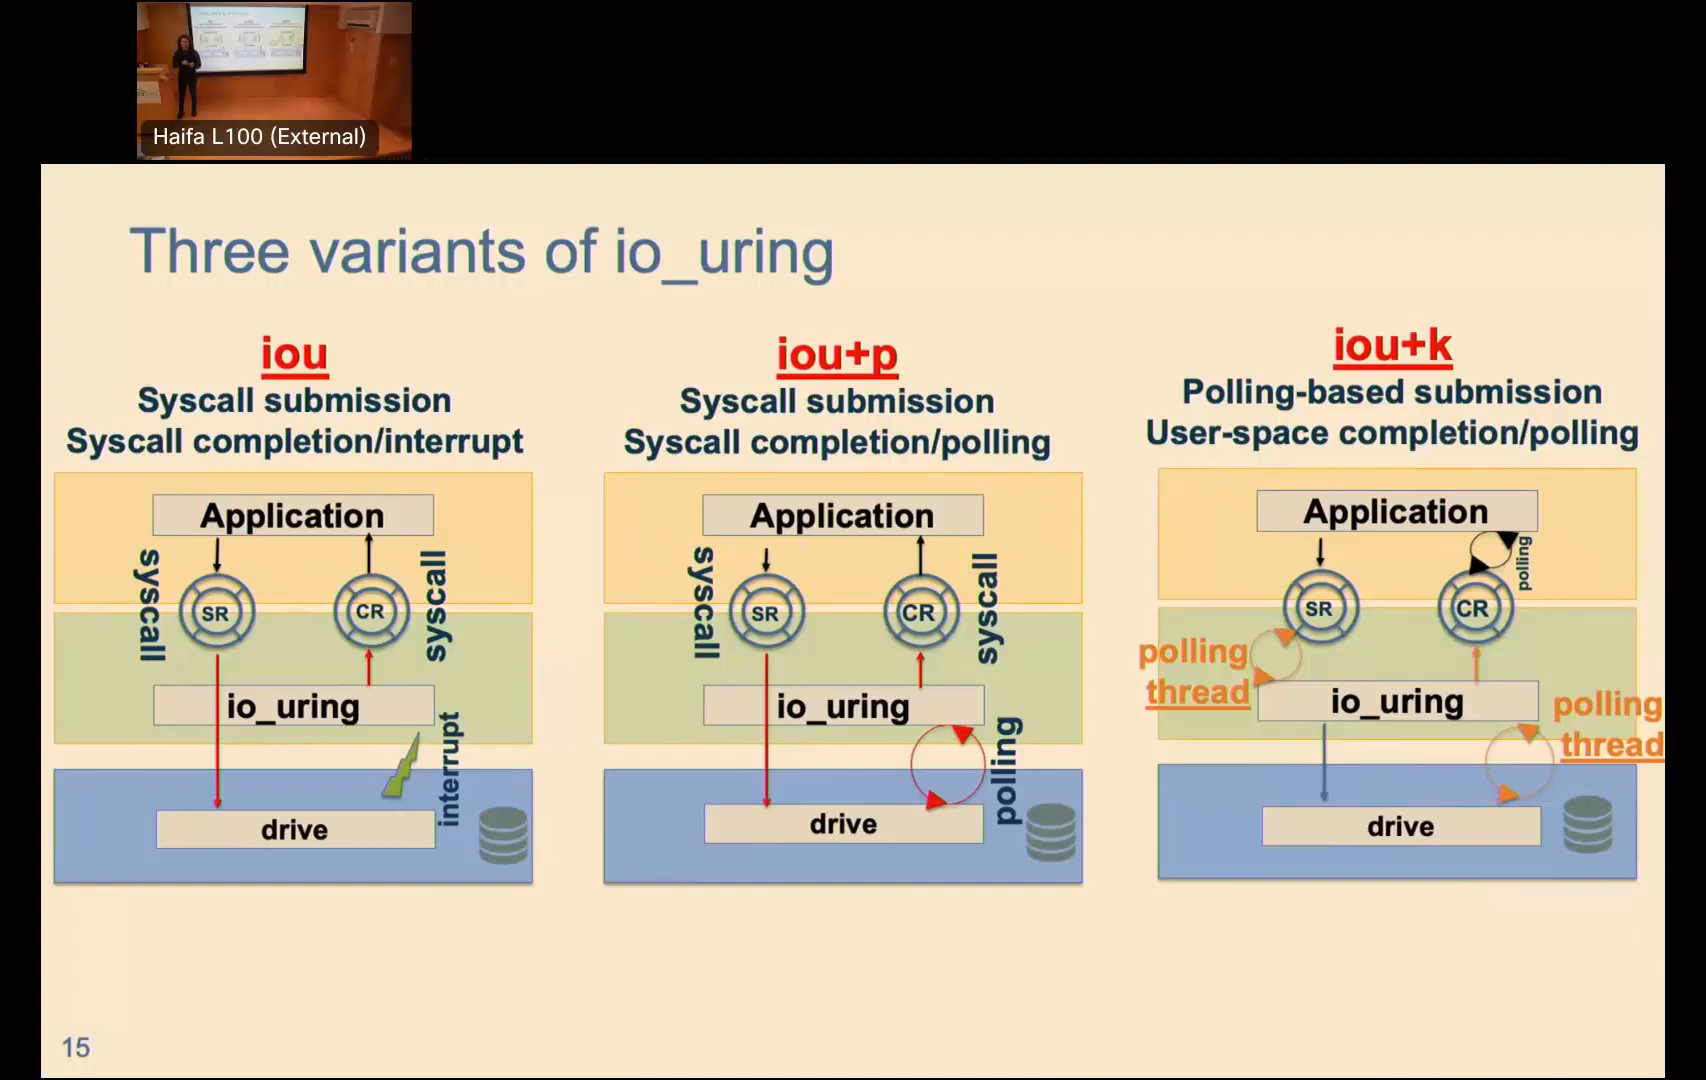 Haifa L100 (External)
Three variants of io_uring
iou
Syscall submission
Syscall completion/interrupt
Application
syscall
SR
CR
syscall
io_uring
interrupt
drive
iou+p
Syscall submission
Syscall completion/polling
Application
syscall
SR
CR
syscall
io_uring
polling
drive
iou+k
Polling-based submission
User-space completion/polling
Application
polling
SR
CR
polling
thread
io_uring
polling
thread
drive
15